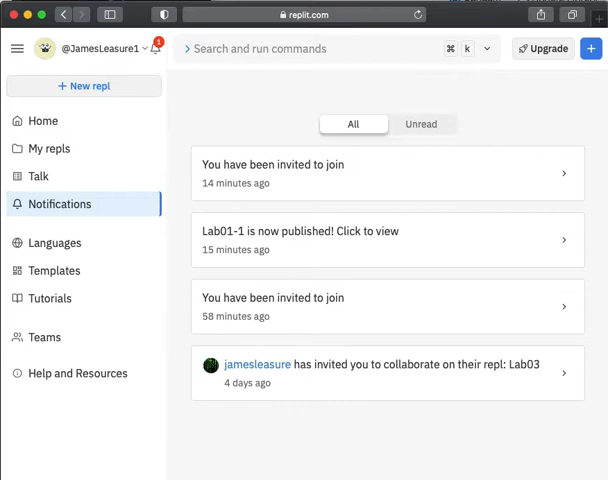 replit.com
@JamesLeasure1
1
Search and run commands
⌘ k
Upgrade
+ New repl
Home
My repls
Talk
Notifications
Languages
Templates
Tutorials
Teams
Help and Resources
All
Unread
You have been invited to join
14 minutes ago
Lab01-1 is now published! Click to view
15 minutes ago
You have been invited to join
58 minutes ago
jamesleasure has invited you to collaborate on their repl: Lab03
4 days ago